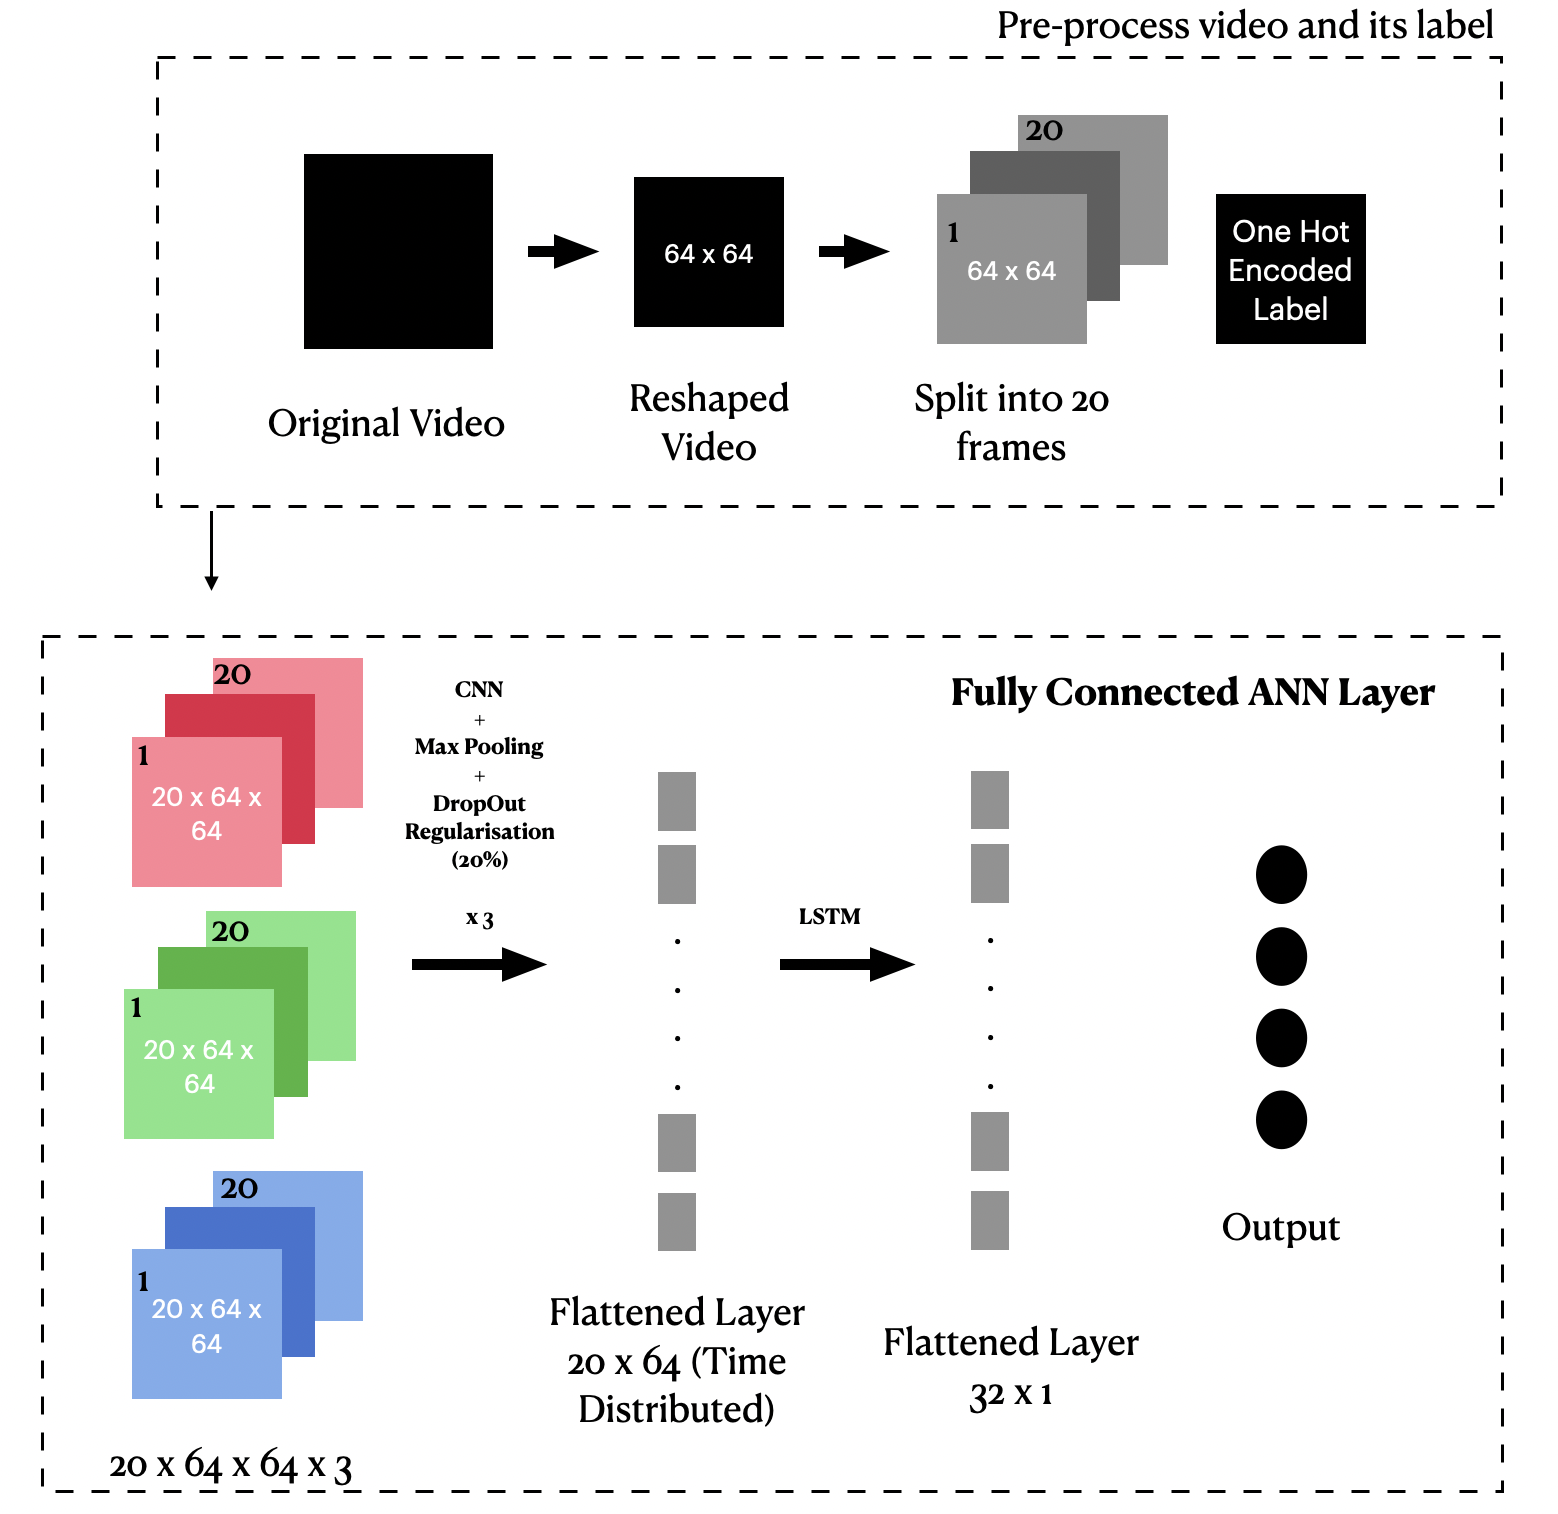 Pre-process video and its label
20
1
64 x 64
64 x 64
One Hot
Encoded
Label
Original Video
Reshaped
Video
Split into 20
frames
20
1
20 x 64 x
64
20
1
20 x 64 x
64
20
1
20 x 64 x
64
20 x 64 x 64 x 3
CNN
+
Max Pooling
+
DropOut
Regularisation
(20%)
x 3
Flattened Layer
20 x 64 (Time
Distributed)
LSTM
Fully Connected ANN Layer
Flattened Layer
32 x 1
Output